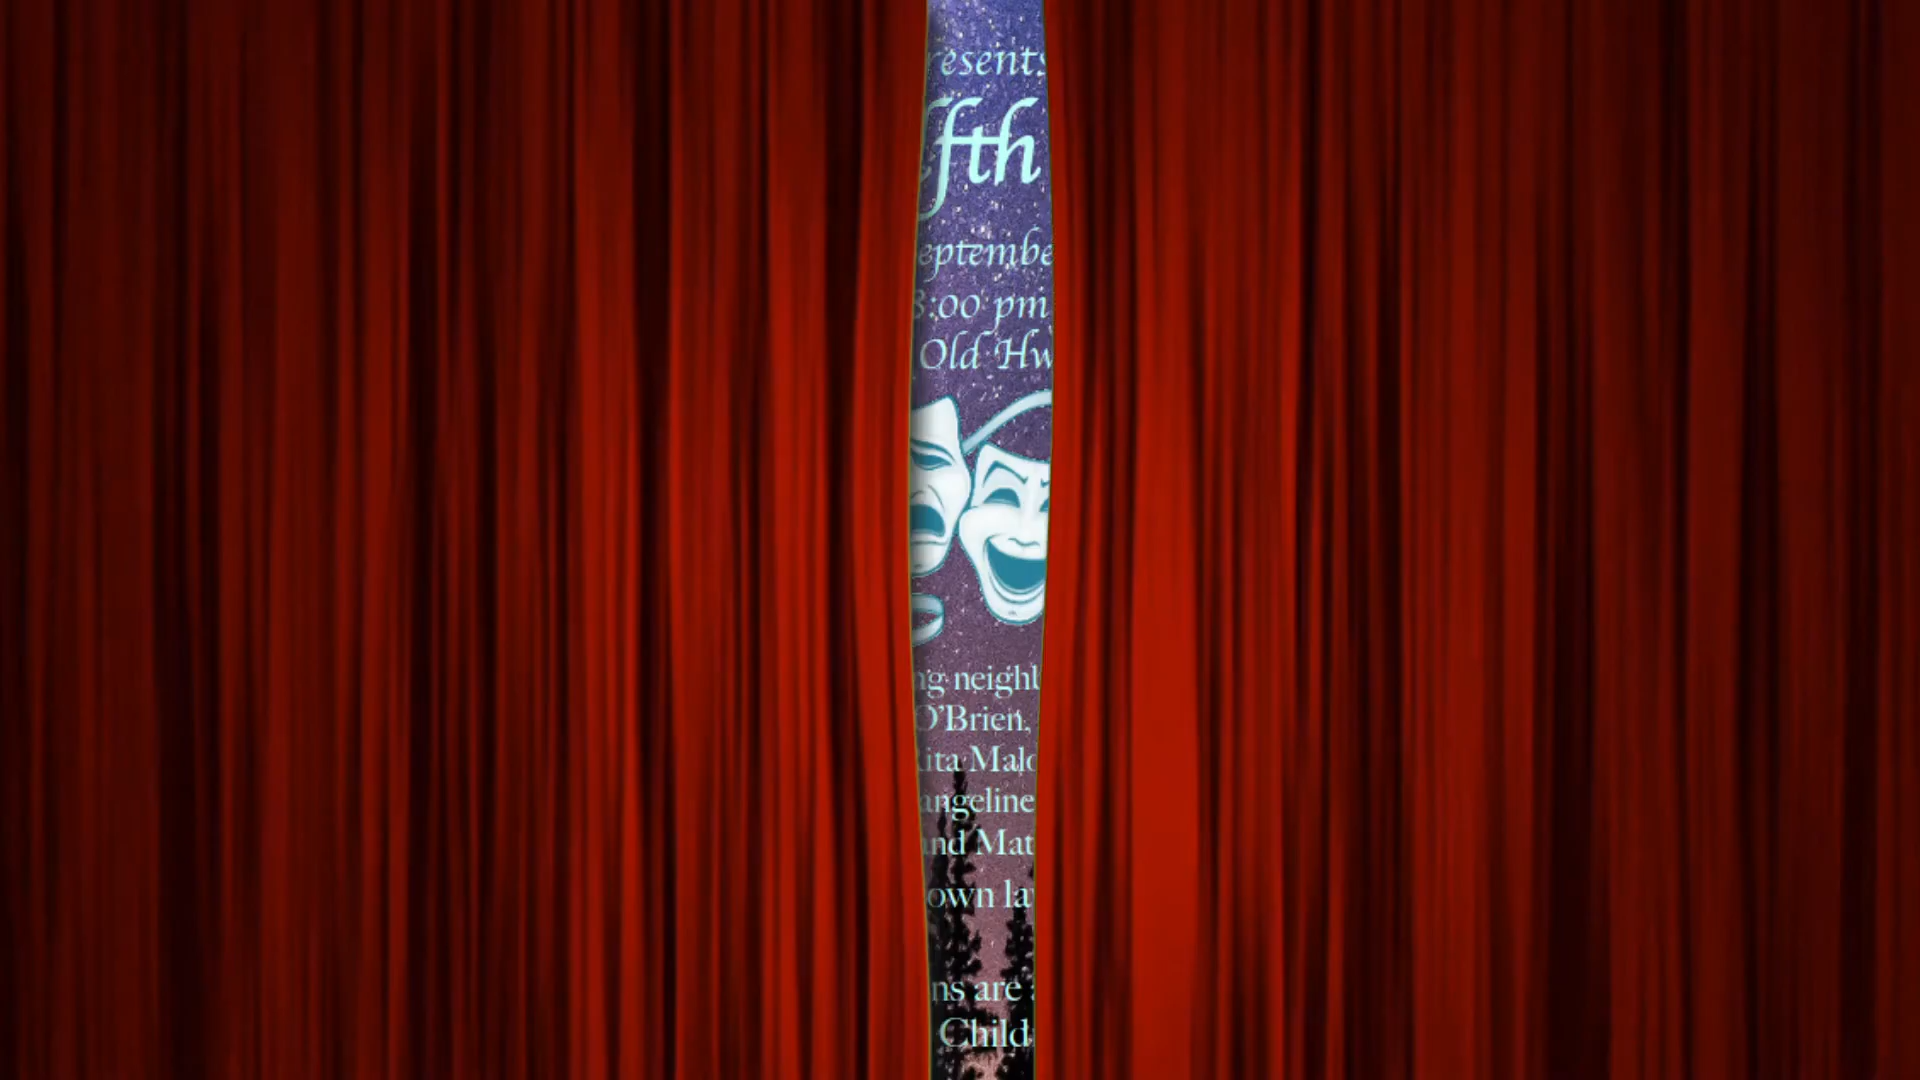 resents
fth
eptembe
8:00 pm
Old Hw
ng neighb
O'Brien,
ita Malo
angeline
and Mat
own la
ns are
Child